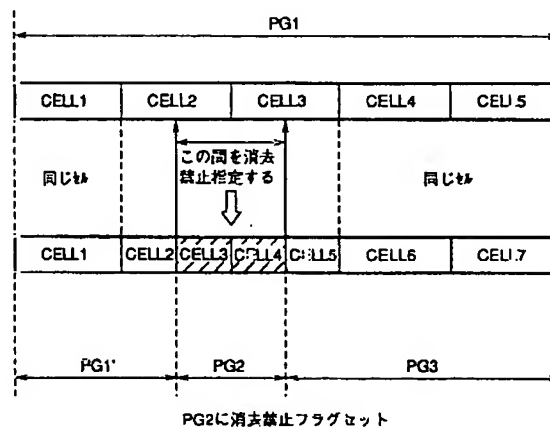 PG1
CELL1 CELL2 CELL3 CELL4 CELL5
この間を消去
禁止指定する
同じセル 同じセル
CELL1 CELL2 CELL3 CELL4 CELL5 CELL6 CELL7
PG1' PG2 PG3
PG2に消去禁止フラグセット